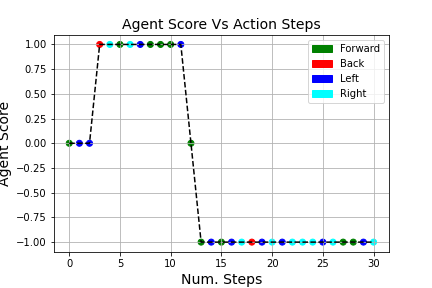 Agent Score Vs Action Steps
Agent Score
1.00
0.75
0.50
0.25
0.00
−0.25
−0.50
−0.75
−1.00
Forward
Back
Left
Right
0 5 10 15 20 25 30
Num. Steps